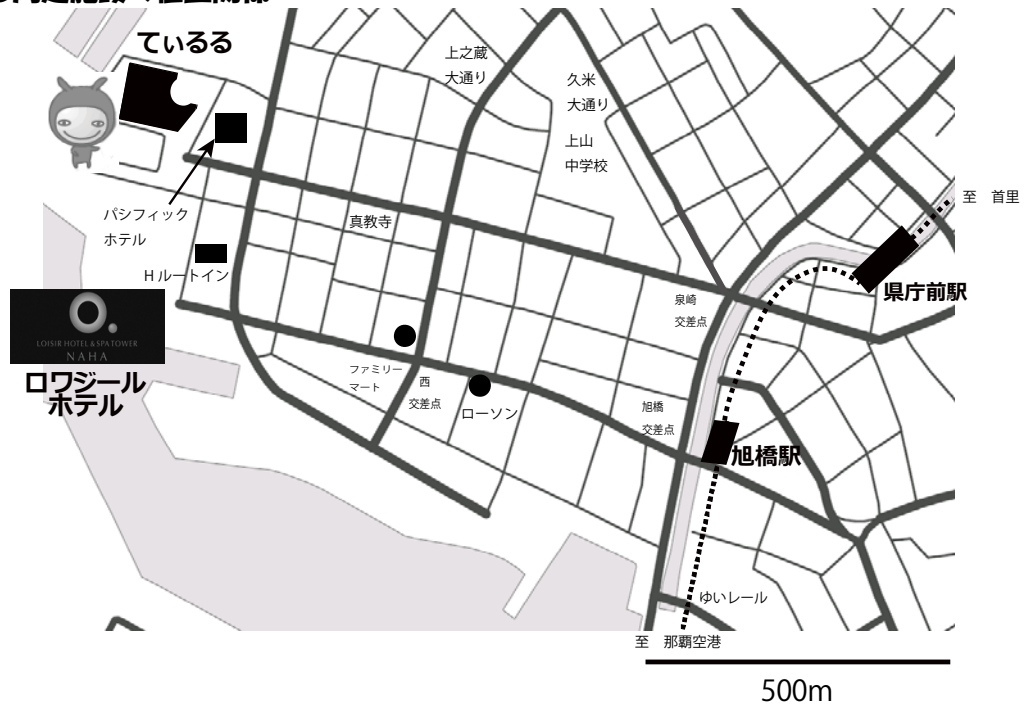 てぃるる
上之蔵
大通り
久米
大通り
上山
中学校
至 首里
パシフィック
ホテル
真教寺
Hルートイン
県庁前駅
泉崎
交差点
LOISIR HOTEL & SPA TOWER
NAHA
ロワジール
ホテル
ファミリー
マート
西
交差点
ローソン
旭橋
交差点
旭橋駅
ゆいレール
至 那覇空港
500m